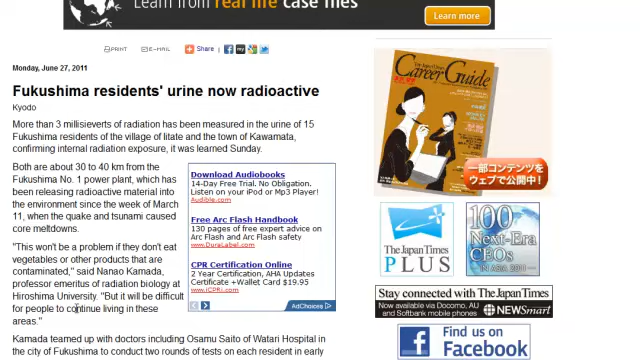 Learn from real life case files
Learn more
PRINT
E-MAIL
Share
Monday, June 27, 2011
Fukushima residents' urine now radioactive
Kyodo
More than 3 millisieverts of radiation has been measured in the urine of 15
Fukushima residents of the village of Iitate and the town of Kawamata,
confirming internal radiation exposure, it was learned Sunday.
Both are about 30 to 40 km from the
Fukushima No. 1 power plant, which has
been releasing radioactive material into
the environment since the week of March
11, when the quake and tsunami caused
core meltdowns.
"This won't be a problem if they don't eat
vegetables or other products that are
contaminated," said Nanao Kamada,
professor emeritus of radiation biology at
Hiroshima University. "But it will be difficult
for people to continue living in these
areas."
Kamada teamed up with doctors including Osamu Saito of Watari Hospital in
the city of Fukushima to conduct two rounds of tests on each resident in early
Download Audiobooks
14-Day Free Trial. No Obligation.
Listen on your iPod or Mp3 Player!
Audible.com
Free Arc Flash Handbook
130 pages of free expert advice on
Arc Flash and Arc Flash safety
www.DuraLabel.com
CPR Certification Online
2 Year Certification, AHA Updates
Certificate +Wallet Card $19.95
www.iCPRi.com
AdChoices
The Japan Times
Career Guide
一部コンテンツを
ウェブで公開中!
The Japan Times
PLUS
100
Next-Era
CEOs
IN ASIA 2011
Stay connected with The Japan Times
Now available via Docomo, AU
and Softbank mobile phones
NEWSmart
Find us on
Facebook